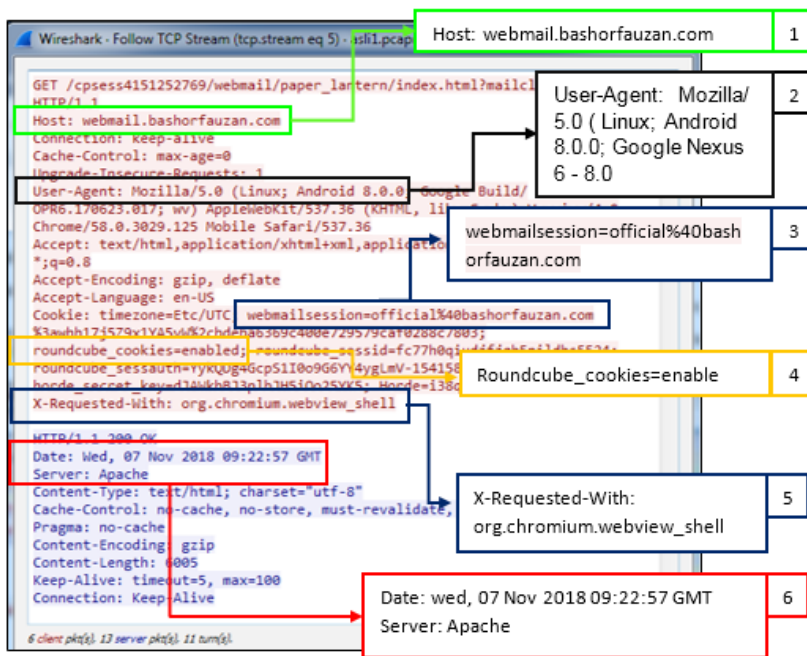 Wireshark - Follow TCP Stream (tcp.stream eq 5) - asli1.pcap
Host: webmail.bashorfauzan.com
1
GET /cpsess4151252769/webmail/paper_lantern/index.html?mailcl
HTTP/1.1
Host: webmail.bashorfauzan.com
Connection: keep-alive
Cache-Control: max-age=0
Upgrade-Insecure-Requests: 1
User-Agent: Mozilla/5.0 (Linux; Android 8.0.0; Google Build/
OPR6.170623.017; wv) AppleWebKit/537.36 (KHTML,
Chrome/58.0.3029.125 Mobile Safari/537.36
Accept: text/html,application/xhtml+xml,application
*;q=0.8
Accept-Encoding: gzip, deflate
Accept-Language: en-US
Cookie: timezone=Etc/UTC webmailsession=official%40bashorfauzan.com
roundcube_cookies=enabled;
X-Requested-With: org.chromium.webview_shell
HTTP/1.1 200 OK
Date: Wed, 07 Nov 2018 09:22:57 GMT
Server: Apache
Content-Type: text/html; charset="utf-8"
Cache-Control: no-cache, no-store, must-revalidate,
Pragma: no-cache
Content-Encoding: gzip
Content-Length: 6005
Keep-Alive: timeout=5, max=100
Connection: Keep-Alive
6 client pkt(s), 13 server pkt(s), 11 turn(s).
User-Agent: Mozilla/
5.0 ( Linux; Android
8.0.0; Google Nexus
6 - 8.0
2
webmailsession=official%40bash
orfauzan.com
3
Roundcube_cookies=enable
4
X-Requested-With:
org.chromium.webview_shell
5
Date: wed, 07 Nov 2018 09:22:57 GMT
Server: Apache
6